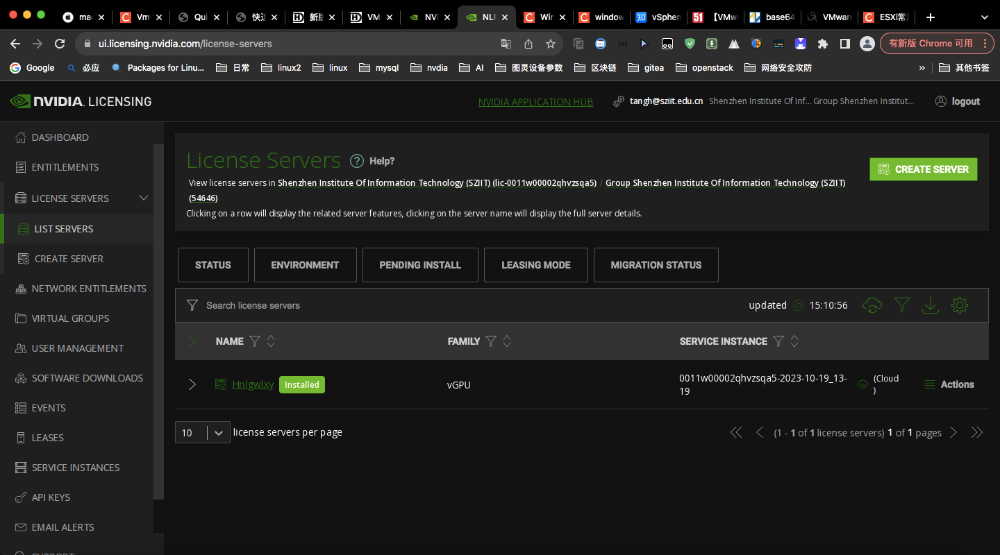 mac
Vm
Qui
快速
新版
VM
NVI
NLP
Win
window
vSphere
51 【VMwa
base64
VMware
ESXi常
ui.licensing.nvidia.com/license-servers
有新版 Chrome 可用
Google 必应 Packages for Linu... 日常 linux2 linux mysql nvdia AI 图灵设备参数 区块链 gitea openstack 网络安全攻防 » 其他书签
NVIDIA. LICENSING
NVIDIA APPLICATION HUB tangh@sziit.edu.cn Shenzhen Institute Of Inf... Group Shenzhen Institut... logout
DASHBOARD
ENTITLEMENTS
LICENSE SERVERS
LIST SERVERS
CREATE SERVER
NETWORK ENTITLEMENTS
VIRTUAL GROUPS
USER MANAGEMENT
SOFTWARE DOWNLOADS
EVENTS
LEASES
SERVICE INSTANCES
API KEYS
EMAIL ALERTS
SUPPORT
License Servers ? Help?
View license servers in Shenzhen Institute Of Information Technology (SZIIT) (lic-0011w00002qhvzsqa5) / Group Shenzhen Institute Of Information Technology (SZIIT)
(54646)
Clicking on a row will display the related server features, clicking on the server name will display the full server details.
CREATE SERVER
STATUS ENVIRONMENT PENDING INSTALL LEASING MODE MIGRATION STATUS
Search license servers updated @ 15:10:56
NAME FAMILY SERVICE INSTANCE
Hnlgwlxy Installed vGPU 0011w00002qhvzsqa5-2023-10-19_13-
19 (Cloud
) Actions
10 license servers per page (1 - 1 of 1 license servers) 1 of 1 pages